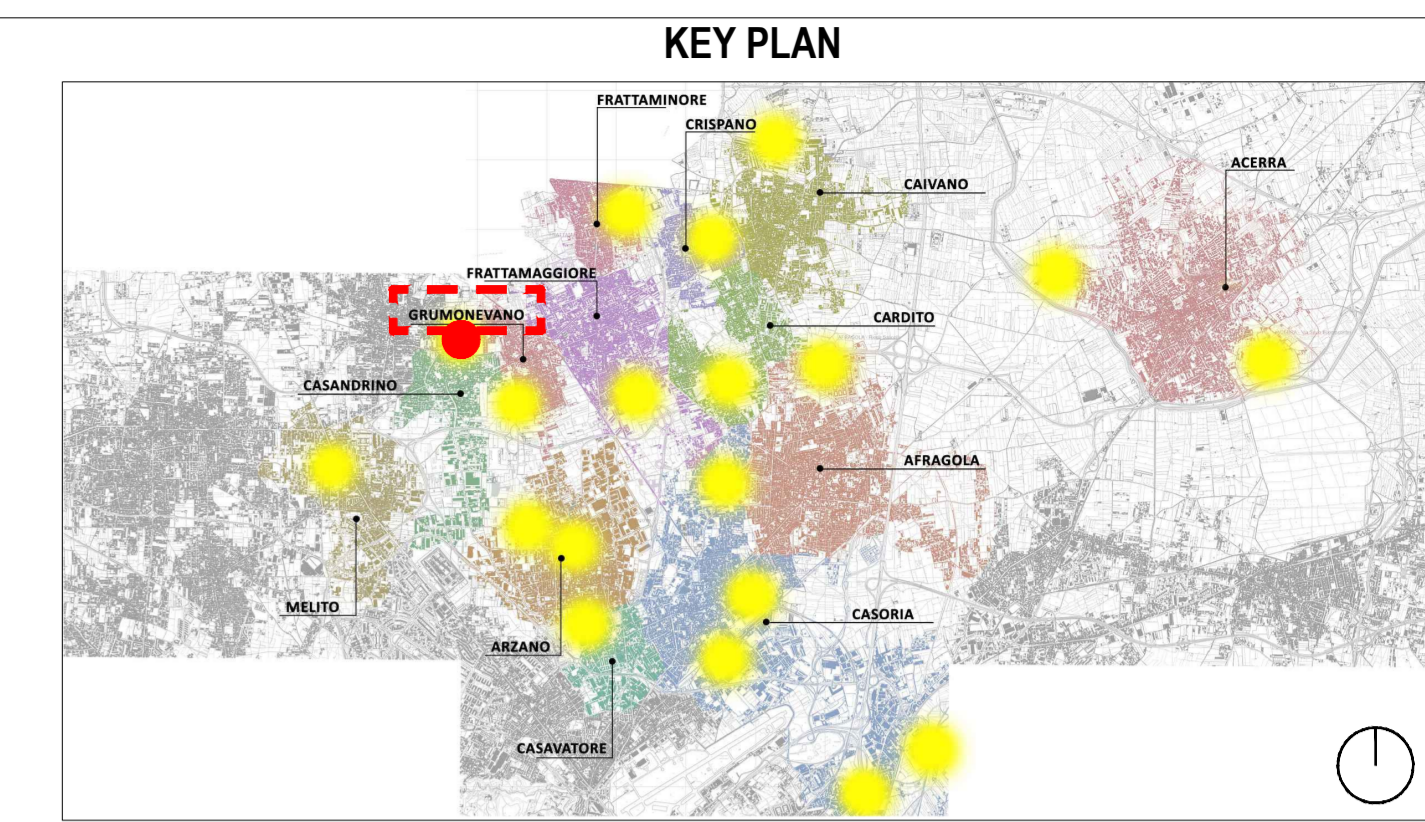 KEY PLAN
FRATTAMINORE
CRISPANO
ACERRA
CAIVANO
FRATTAMAGGIORE
GRUMONEVANO
CARDITO
CASANDRINO
AFRAGOLA
MELITO
CASORIA
ARZANO
CASAVATORE